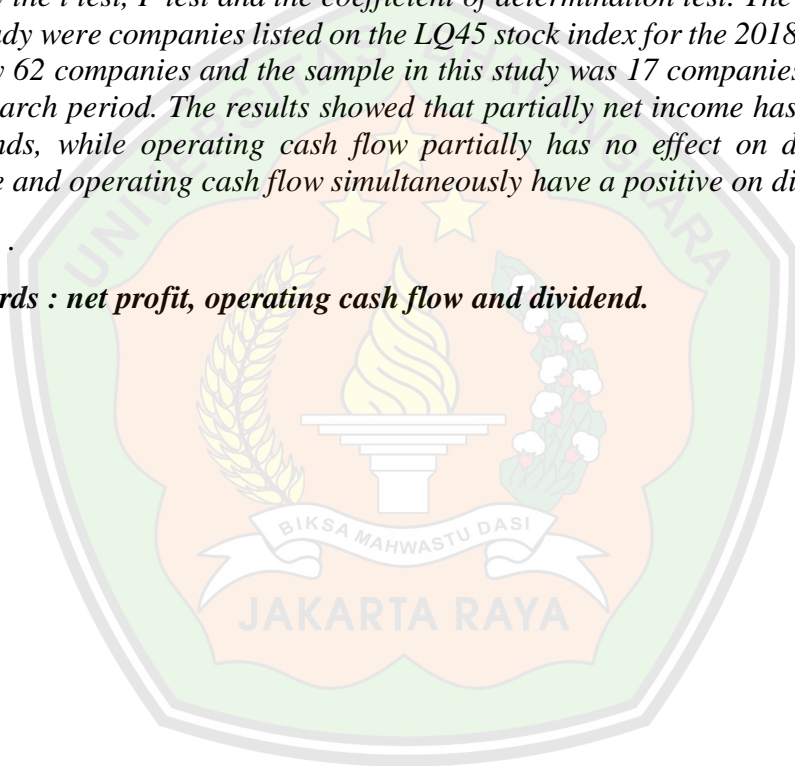 the t test, F test and the coefficient of determination test. The
dy were companies listed on the LQ45 stock index for the 2018
62 companies and the sample in this study was 17 companies
arch period. The results showed that partially net income has
nds, while operating cash flow partially has no effect on d
e and operating cash flow simultaneously have a positive on di
.
rds : net profit, operating cash flow and dividend.
UNIVERSITAS BHAYANGKARA
BIKSA MAHWASTU DASI
JAKARTA RAYA